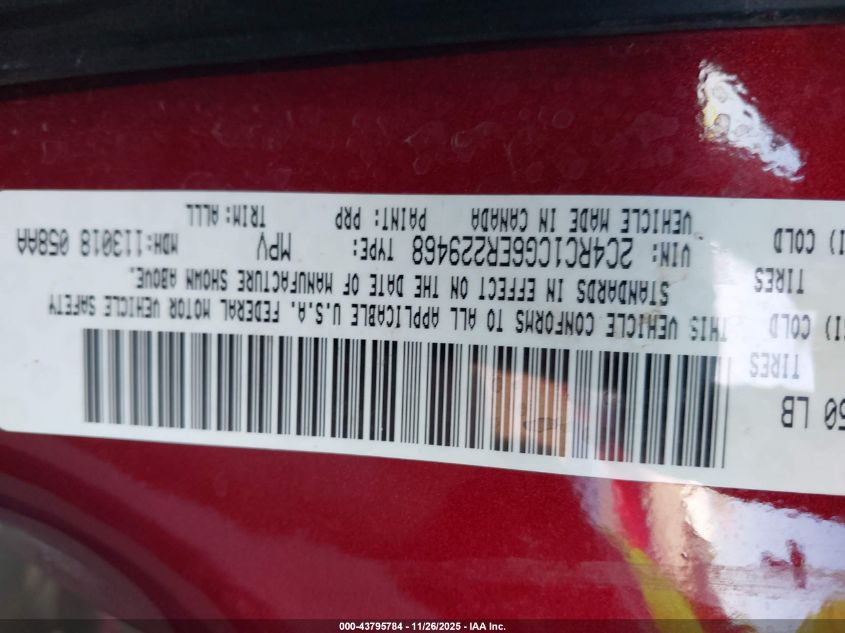 50 LB
TIRES
SI) COLD
TIRES
I) COLD
THIS VEHICLE CONFORMS TO ALL APPLICABLE U.S.A. FEDERAL MOTOR VEHICLE SAFETY
STANDARDS IN EFFECT ON THE DATE OF MANUFACTURE SHOWN ABOVE.
VIN: 2C4RC1CG6ER229468 TYPE: MPV MDH:113018 058AA
VEHICLE MADE IN CANADA PAINT: PRP TRIM: ALLL
000-43795784 - 11/26/2025 - IAA Inc.